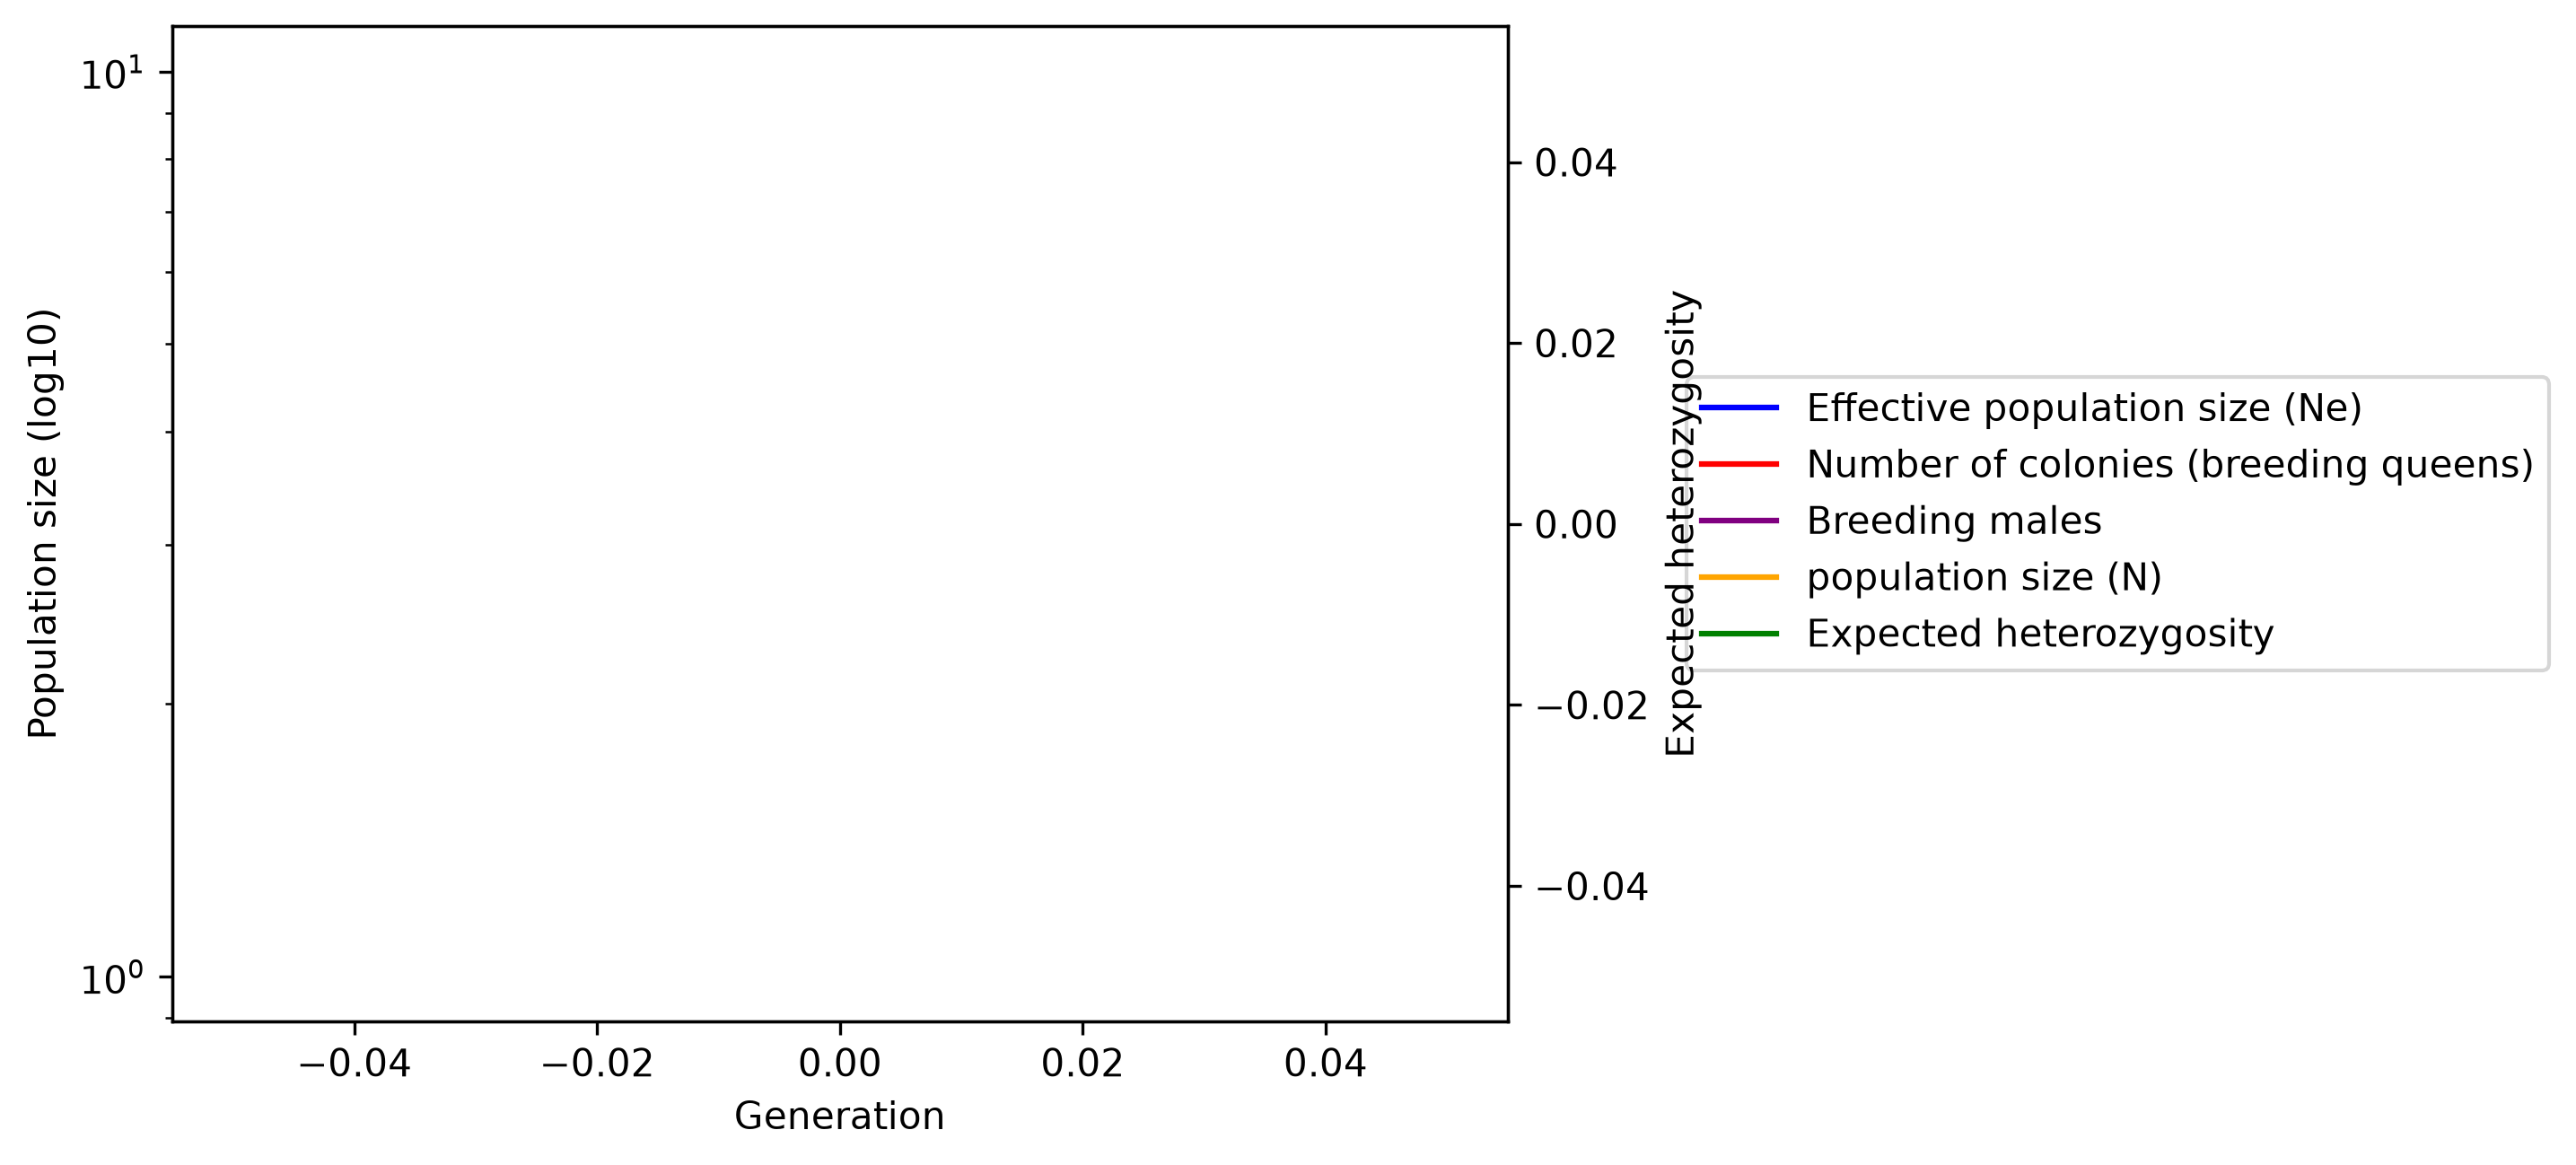 Population size (log10)
10¹
10⁰
−0.04
−0.02
0.00
0.02
0.04
Generation
0.04
0.02
0.00
−0.02
−0.04
Expected heterozygosity
Effective population size (Ne)
Number of colonies (breeding queens)
Breeding males
population size (N)
Expected heterozygosity